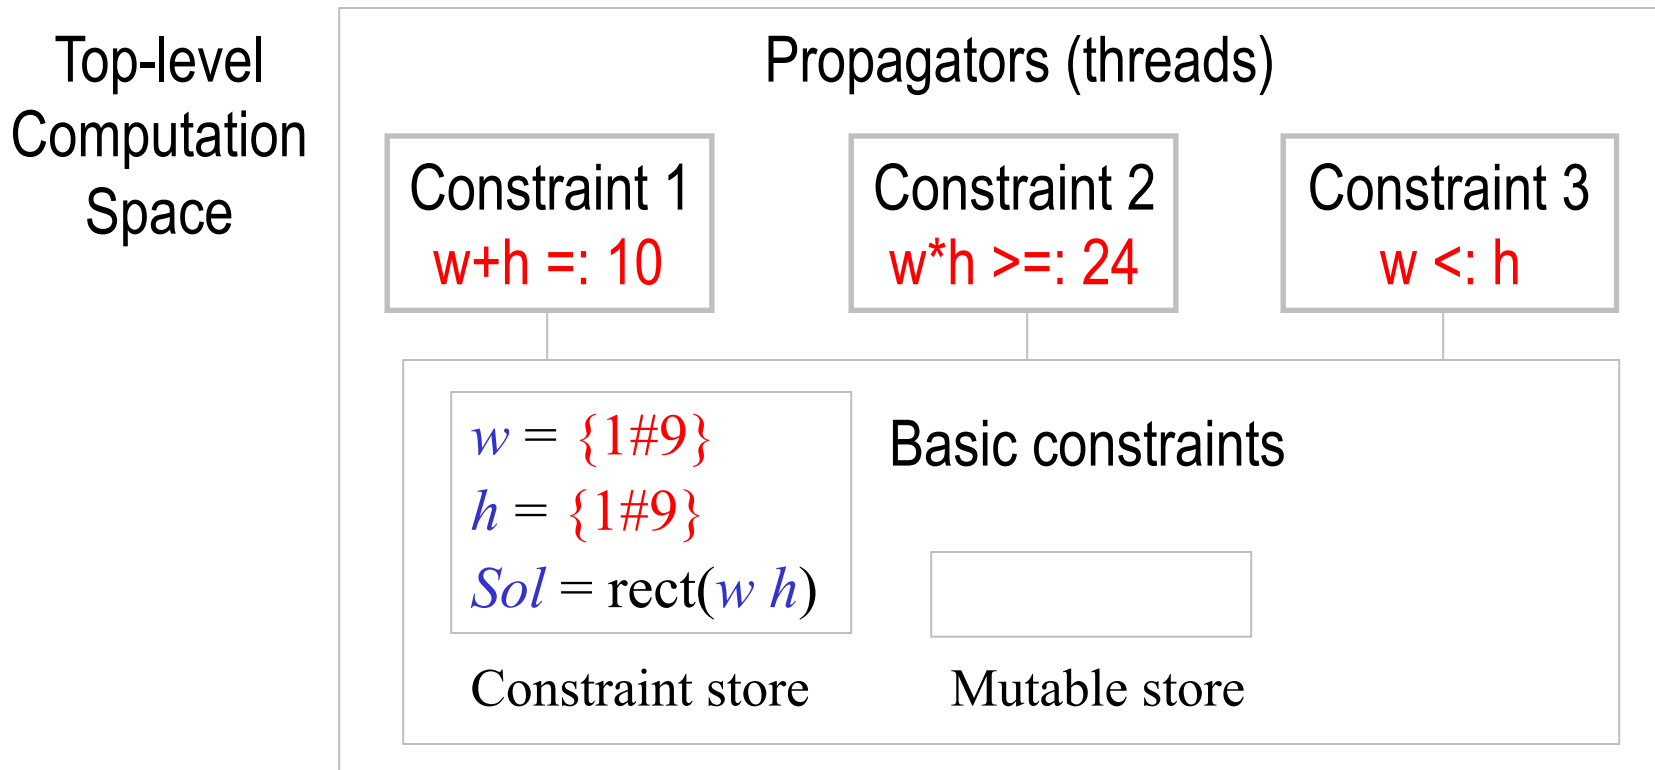 Top-level
Computation
Space
Propagators (threads)
Constraint 1
w+h =: 10
Constraint 2
w*h >=: 24
Constraint 3
w <: h
w = {1#9}
h = {1#9}
Sol = rect(w h)
Constraint store
Basic constraints
Mutable store